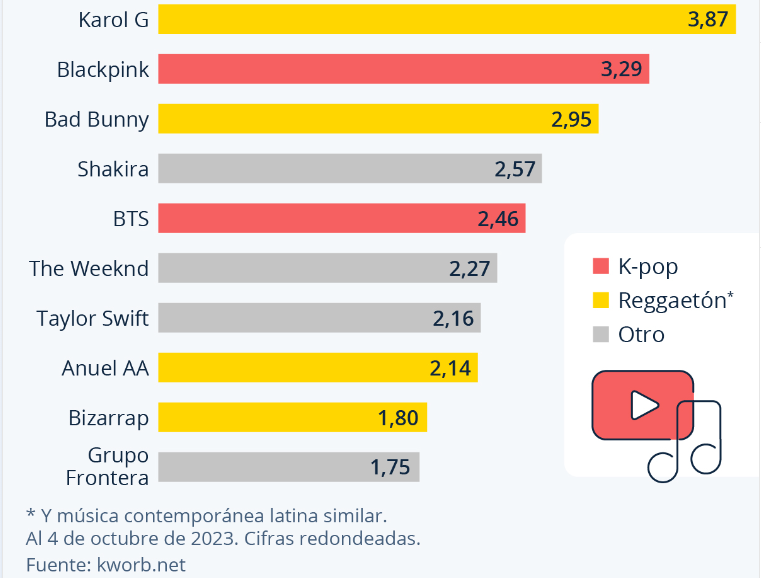 Karol G 3,87
Blackpink 3,29
Bad Bunny 2,95
Shakira 2,57
BTS 2,46
The Weeknd 2,27
Taylor Swift 2,16
Anuel AA 2,14
Bizarrap 1,80
Grupo
Frontera 1,75
K-pop
Reggaetón*
Otro
* Y música contemporánea latina similar.
Al 4 de octubre de 2023. Cifras redondeadas.
Fuente: kworb.net